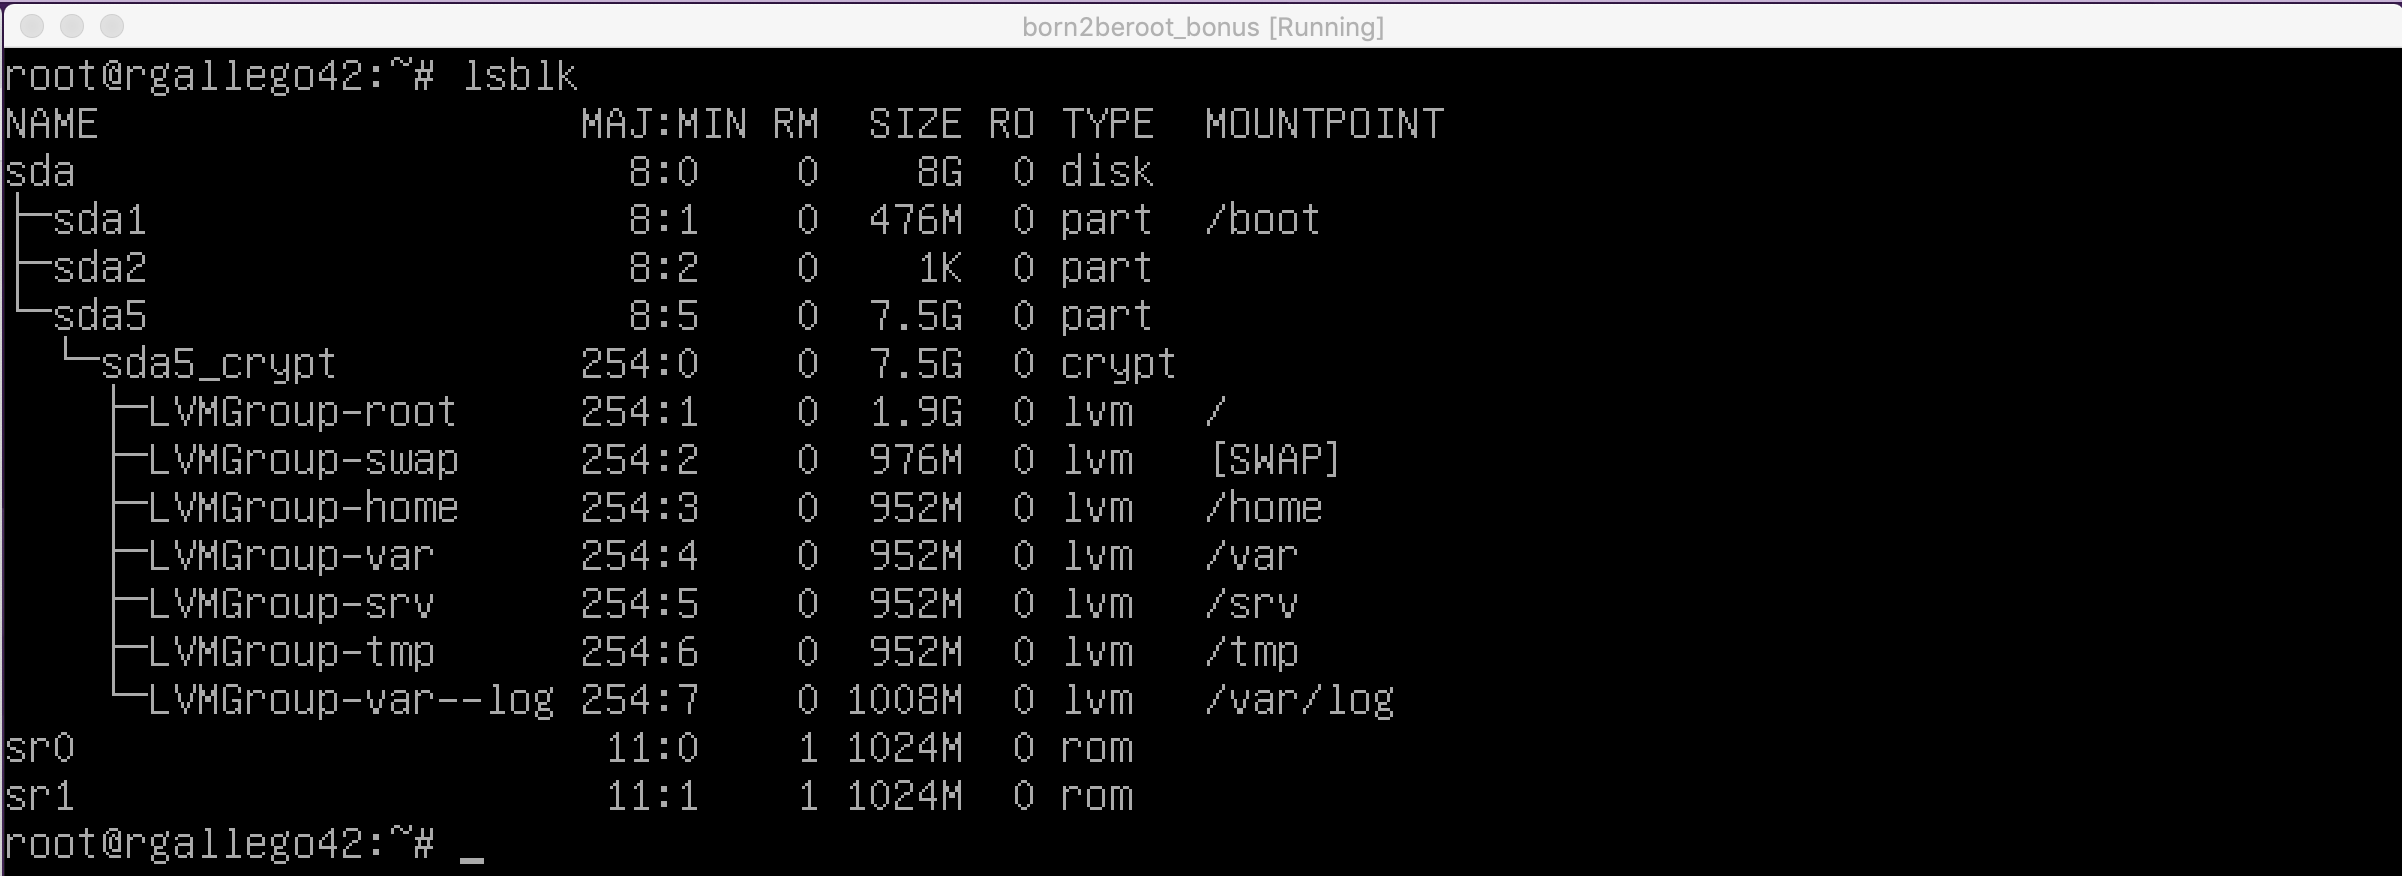 born2beroot_bonus [Running]
root@rgallego42:~# lsblk
NAME                    MAJ:MIN RM  SIZE RO TYPE  MOUNTPOINT
sda                       8:0    0    8G  0 disk
├─sda1                    8:1    0  476M  0 part  /boot
├─sda2                    8:2    0    1K  0 part
└─sda5                    8:5    0  7.5G  0 part
  └─sda5_crypt          254:0    0  7.5G  0 crypt
    ├─LVMGroup-root     254:1    0  1.9G  0 lvm   /
    ├─LVMGroup-swap     254:2    0  976M  0 lvm   [SWAP]
    ├─LVMGroup-home     254:3    0  952M  0 lvm   /home
    ├─LVMGroup-var      254:4    0  952M  0 lvm   /var
    ├─LVMGroup-srv      254:5    0  952M  0 lvm   /srv
    ├─LVMGroup-tmp      254:6    0  952M  0 lvm   /tmp
    └─LVMGroup-var--log 254:7    0 1008M  0 lvm   /var/log
sr0                      11:0    1 1024M  0 rom
sr1                      11:1    1 1024M  0 rom
root@rgallego42:~# _